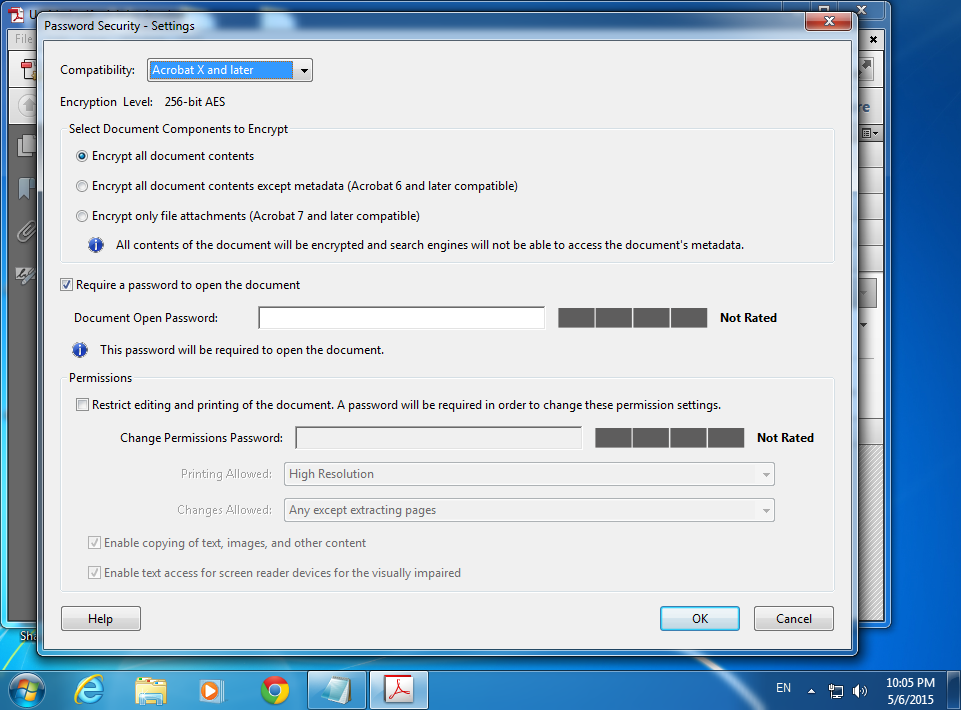 Password Security - Settings
File
Compatibility: Acrobat X and later
Encryption Level: 256-bit AES
Select Document Components to Encrypt
Encrypt all document contents
Encrypt all document contents except metadata (Acrobat 6 and later compatible)
Encrypt only file attachments (Acrobat 7 and later compatible)
All contents of the document will be encrypted and search engines will not be able to access the document's metadata.
Require a password to open the document
Document Open Password: Not Rated
This password will be required to open the document.
Permissions
Restrict editing and printing of the document. A password will be required in order to change these permission settings.
Change Permissions Password: Not Rated
Printing Allowed: High Resolution
Changes Allowed: Any except extracting pages
Enable copying of text, images, and other content
Enable text access for screen reader devices for the visually impaired
Help OK Cancel
EN 10:05 PM
5/6/2015